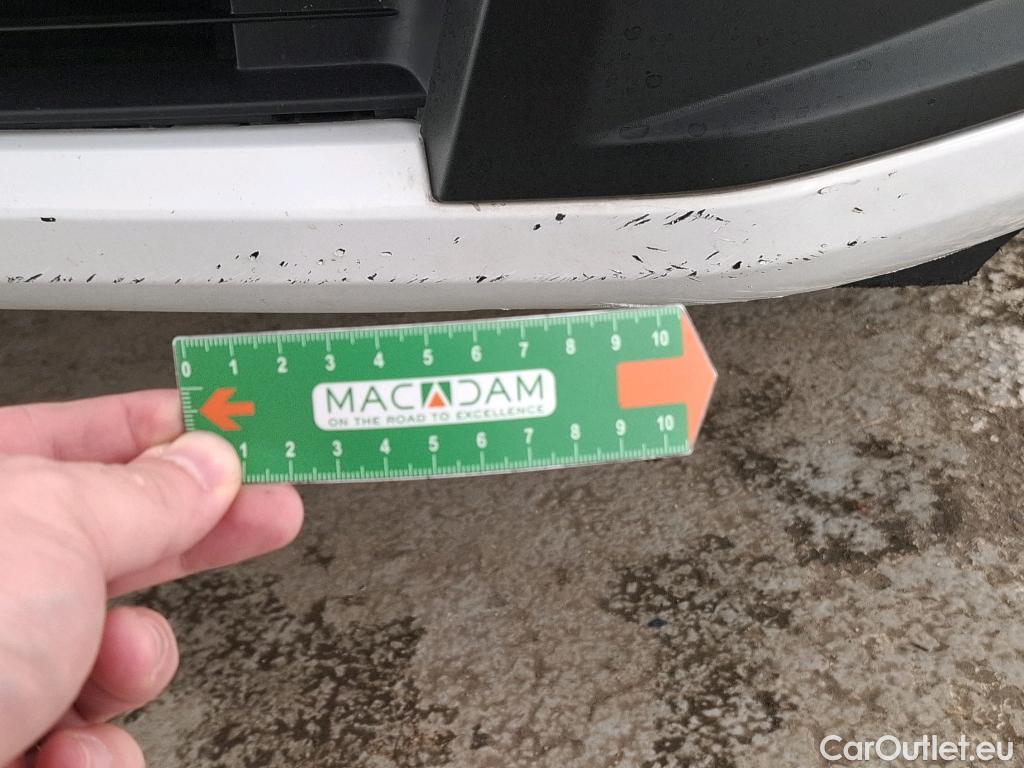 0 1 2 3 4 5 6 7 8 9 10
MACADAM
ON THE ROAD TO EXCELLENCE
1 2 3 4 5 6 7 8 9 10
CarOutlet.eu